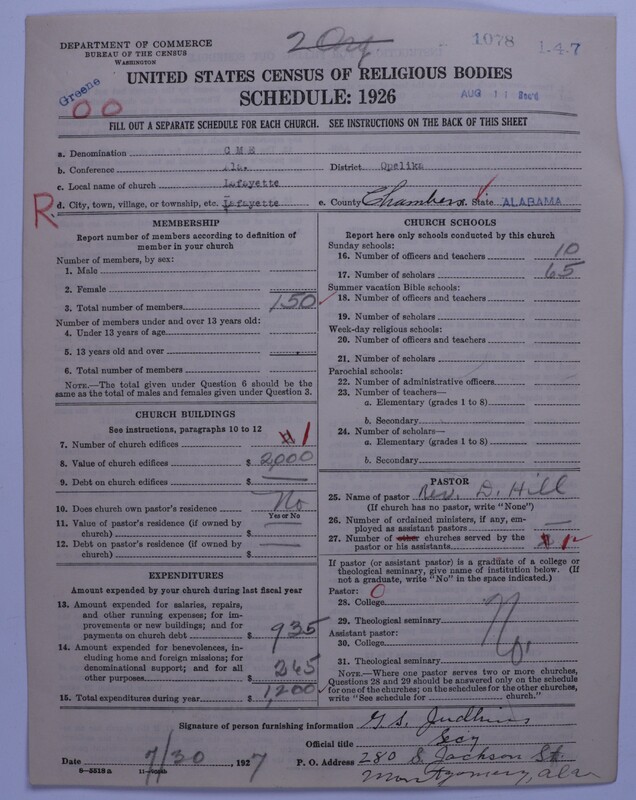 DEPARTMENT OF COMMERCE
BUREAU OF THE CENSUS
WASHINGTON
1078
1.4.7
Greene
00
UNITED STATES CENSUS OF RELIGIOUS BODIES
SCHEDULE: 1926
AUG 11
FILL OUT A SEPARATE SCHEDULE FOR EACH CHURCH. SEE INSTRUCTIONS ON THE BACK OF THIS SHEET
a. Denomination C M E
b. Conference Ala. District Opelika
c. Local name of church Lafayette
R.
d. City, town, village, or township, etc. Lafayette e. County Chambers f. State ALABAMA
MEMBERSHIP
Report number of members according to definition of member in your church
Number of members, by sex:
1. Male
2. Female
3. Total number of members 150
Number of members under and over 13 years old:
4. Under 13 years of age
5. 13 years old and over
6. Total number of members
NOTE.—The total given under Question 6 should be the same as the total of males and females given under Question 3.
CHURCH BUILDINGS
See instructions, paragraphs 10 to 12
7. Number of church edifices 1
8. Value of church edifices $ 2,000
9. Debt on church edifices $
10. Does church own pastor's residence No
Yes or No
11. Value of pastor's residence (if owned by church) $
12. Debt on pastor's residence (if owned by church) $
EXPENDITURES
Amount expended by your church during last fiscal year
13. Amount expended for salaries, repairs, and other running expenses; for improvements or new buildings; and for payments on church debt $ 935
14. Amount expended for benevolences, including home and foreign missions; for denominational support; and for all other purposes $ 265
15. Total expenditures during year $ 1,200
CHURCH SCHOOLS
Report here only schools conducted by this church
Sunday schools:
16. Number of officers and teachers 10
17. Number of scholars 65
Summer vacation Bible schools:
18. Number of officers and teachers
19. Number of scholars
Week-day religious schools:
20. Number of officers and teachers
21. Number of scholars
Parochial schools:
22. Number of administrative officers
23. Number of teachers—
a. Elementary (grades 1 to 8)
b. Secondary
24. Number of scholars—
a. Elementary (grades 1 to 8)
b. Secondary
PASTOR
25. Name of pastor Rev. D. Hill
(If church has no pastor, write "None")
26. Number of ordained ministers, if any, employed as assistant pastors
27. Number of other churches served by the pastor or his assistants
If pastor (or assistant pastor) is a graduate of a college or theological seminary, give name of institution below. (If not a graduate, write "No" in the space indicated.)
Pastor: 0
28. College
29. Theological seminary No.
Assistant pastor:
30. College
31. Theological seminary
NOTE.—Where one pastor serves two or more churches, Questions 28 and 29 should be answered only on the schedule for one of the churches; on the schedules for the other churches, write "See schedule for church."
Signature of person furnishing information G. S. Judkins
Official title Secy
Date 7/30, 1927 P. O. Address 280 S. Jackson St.
8—5518a
Montgomery, Ala